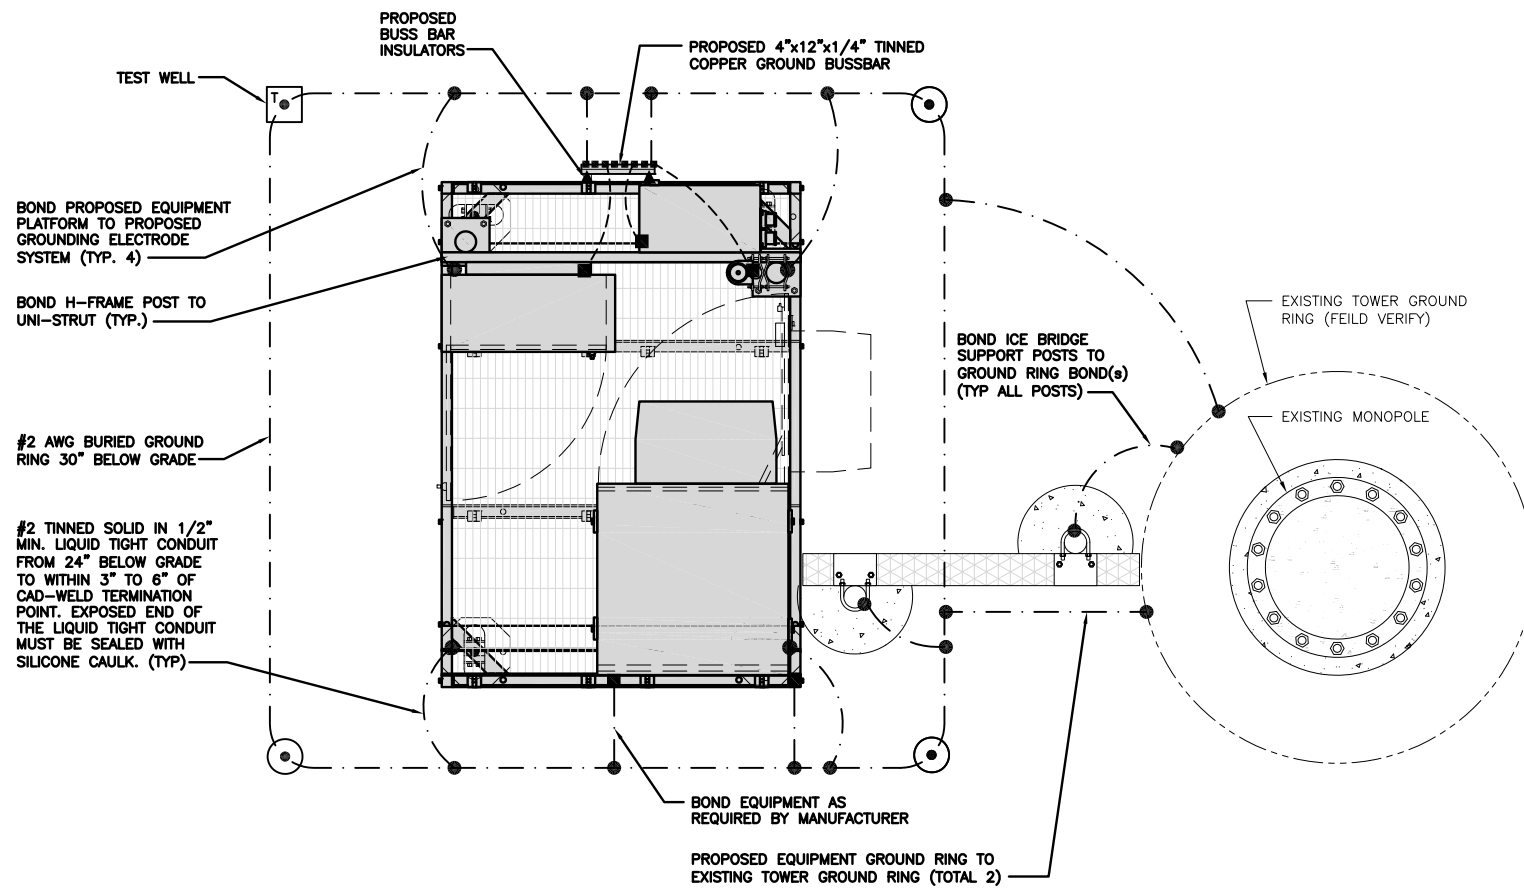 PROPOSED
BUSS BAR
INSULATORS
PROPOSED 4"x12"x1/4" TINNED
COPPER GROUND BUSSBAR
TEST WELL
T
BOND PROPOSED EQUIPMENT
PLATFORM TO PROPOSED
GROUNDING ELECTRODE
SYSTEM (TYP. 4)
BOND H-FRAME POST TO
UNI-STRUT (TYP.)
EXISTING TOWER GROUND
RING (FEILD VERIFY)
BOND ICE BRIDGE
SUPPORT POSTS TO
GROUND RING BOND(s)
(TYP ALL POSTS)
EXISTING MONOPOLE
#2 AWG BURIED GROUND
RING 30" BELOW GRADE
#2 TINNED SOLID IN 1/2"
MIN. LIQUID TIGHT CONDUIT
FROM 24" BELOW GRADE
TO WITHIN 3" TO 6" OF
CAD-WELD TERMINATION
POINT. EXPOSED END OF
THE LIQUID TIGHT CONDUIT
MUST BE SEALED WITH
SILICONE CAULK. (TYP)
BOND EQUIPMENT AS
REQUIRED BY MANUFACTURER
PROPOSED EQUIPMENT GROUND RING TO
EXISTING TOWER GROUND RING (TOTAL 2)